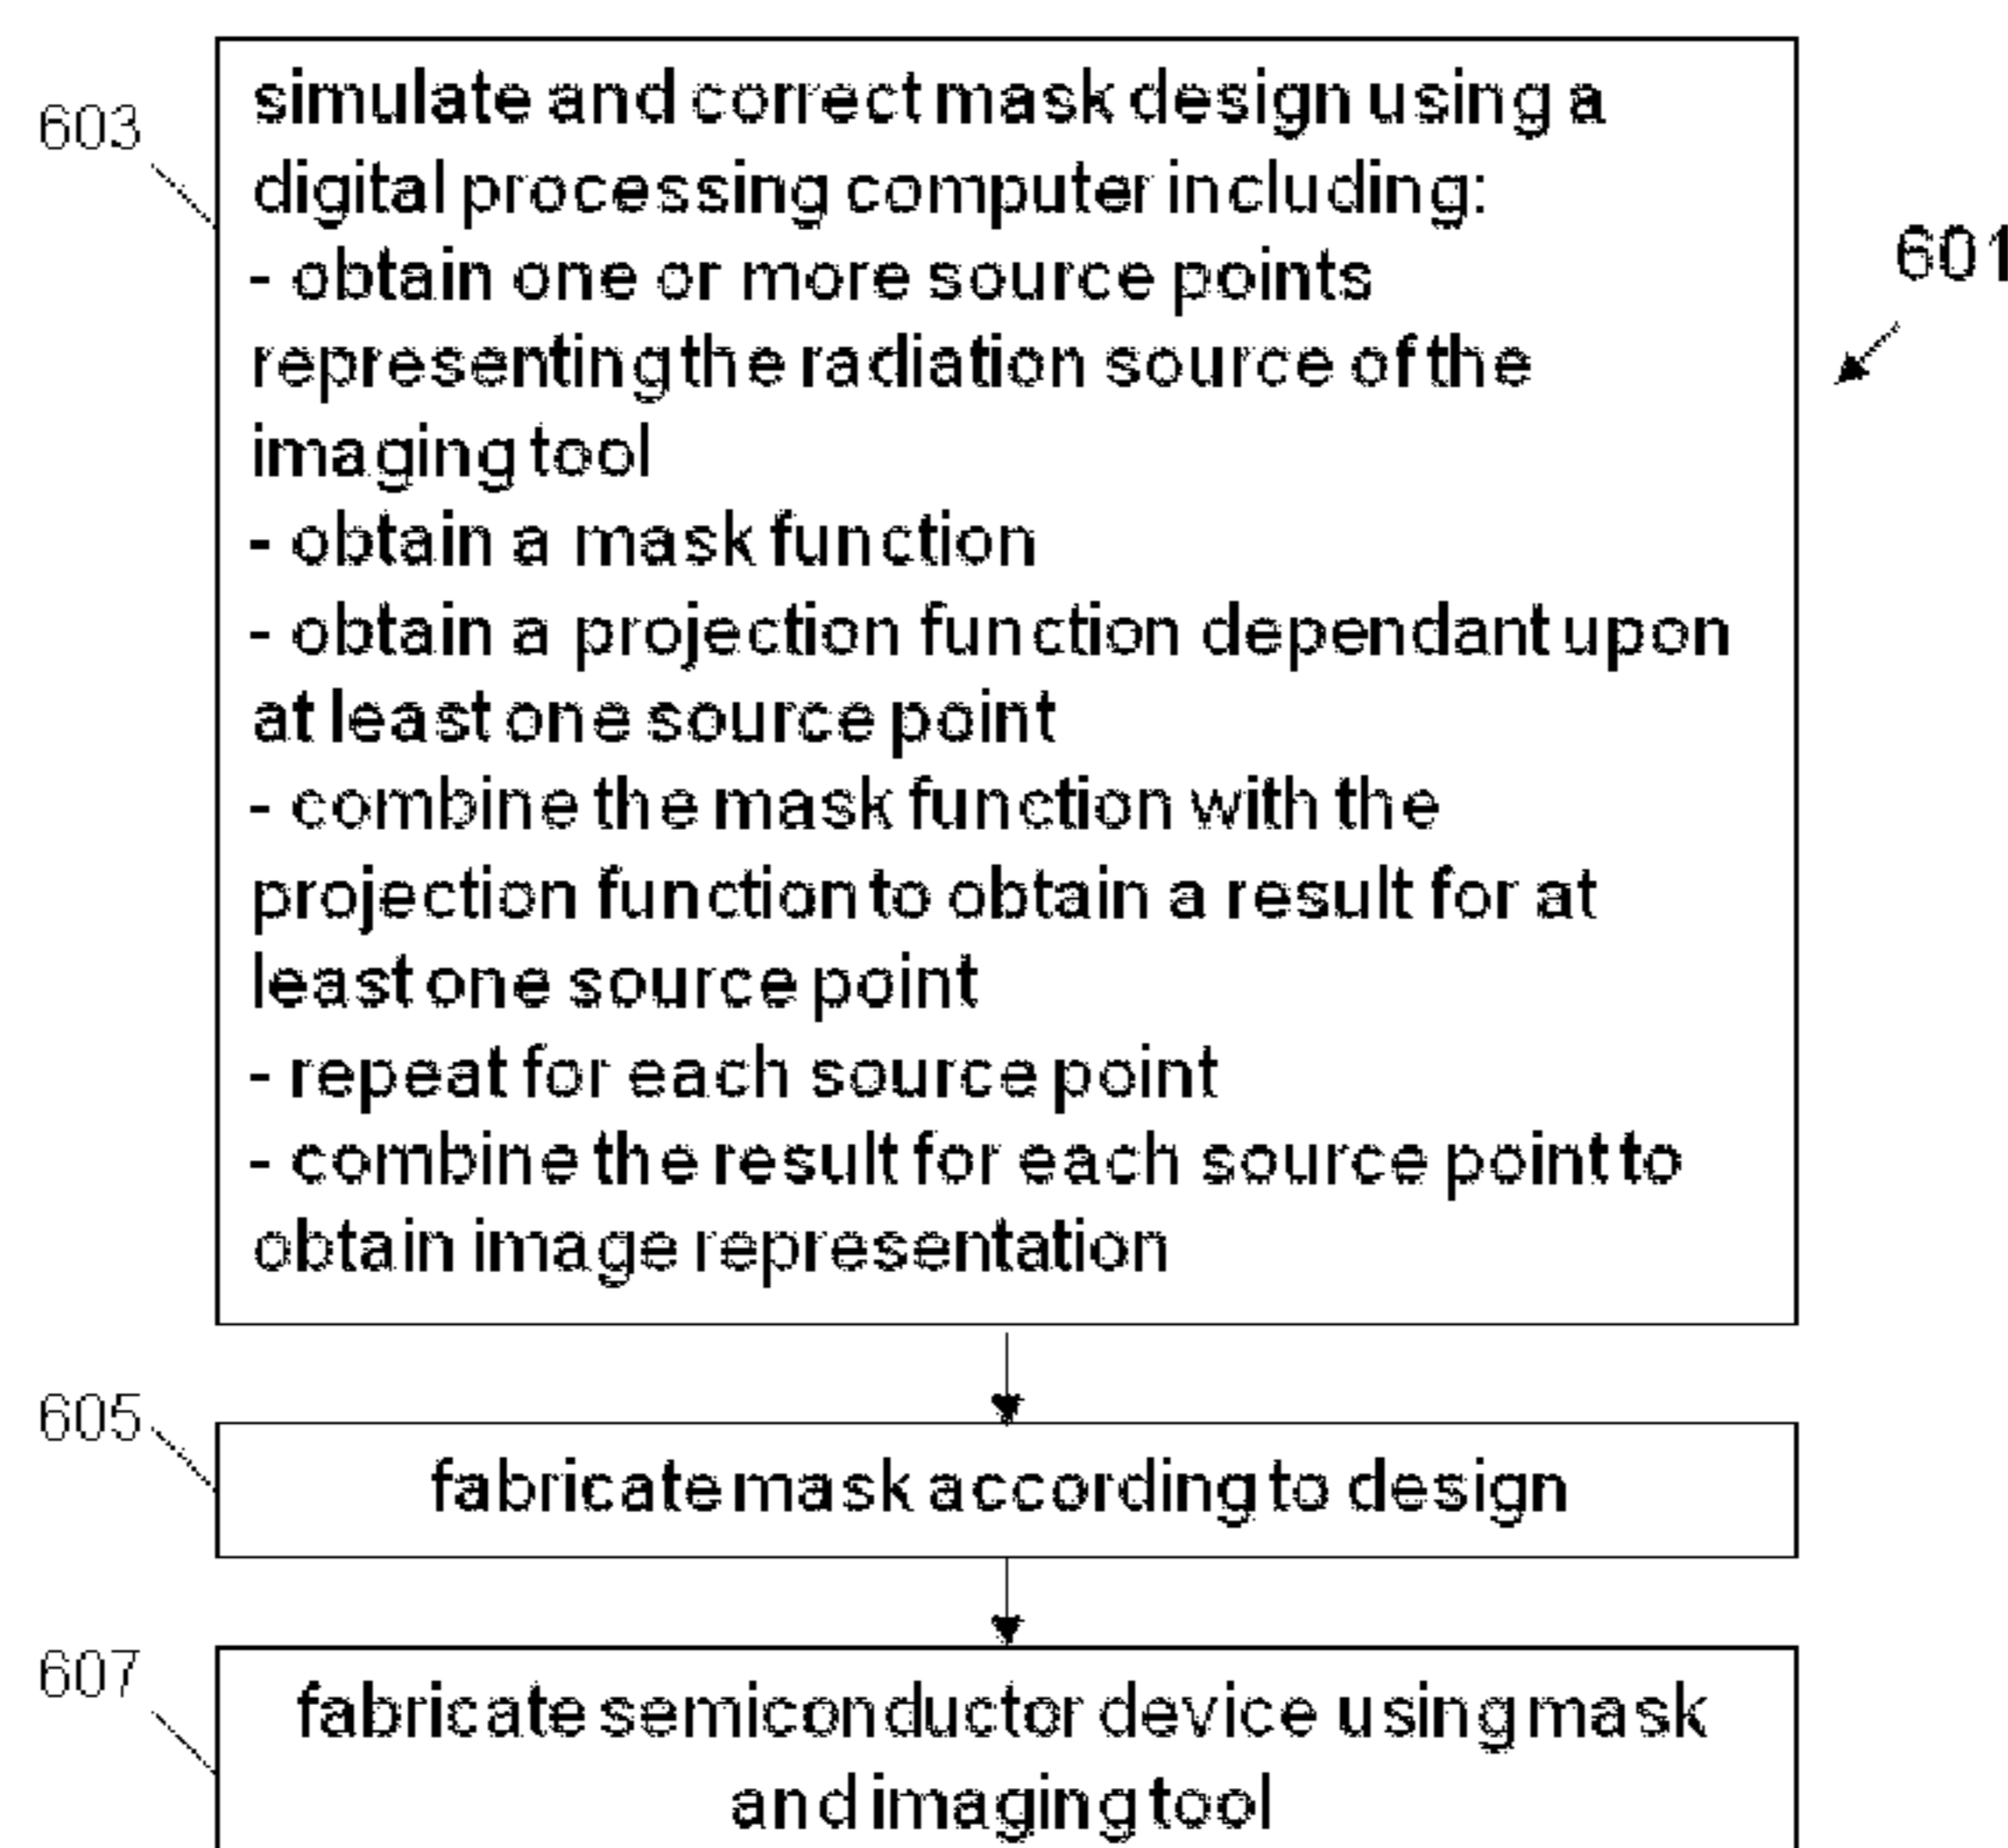 603
simulate and correct mask design using a
digital processing computer including:
- obtain one or more source points
representing the radiation source of the
imaging tool
- obtain a mask function
- obtain a projection function dependant upon
at least one source point
- combine the mask function with the
projection function to obtain a result for at
least one source point
- repeat for each source point
- combine the result for each source point to
obtain image representation
601
605
fabricate mask according to design
607
fabricate semiconductor device using mask
and imaging tool